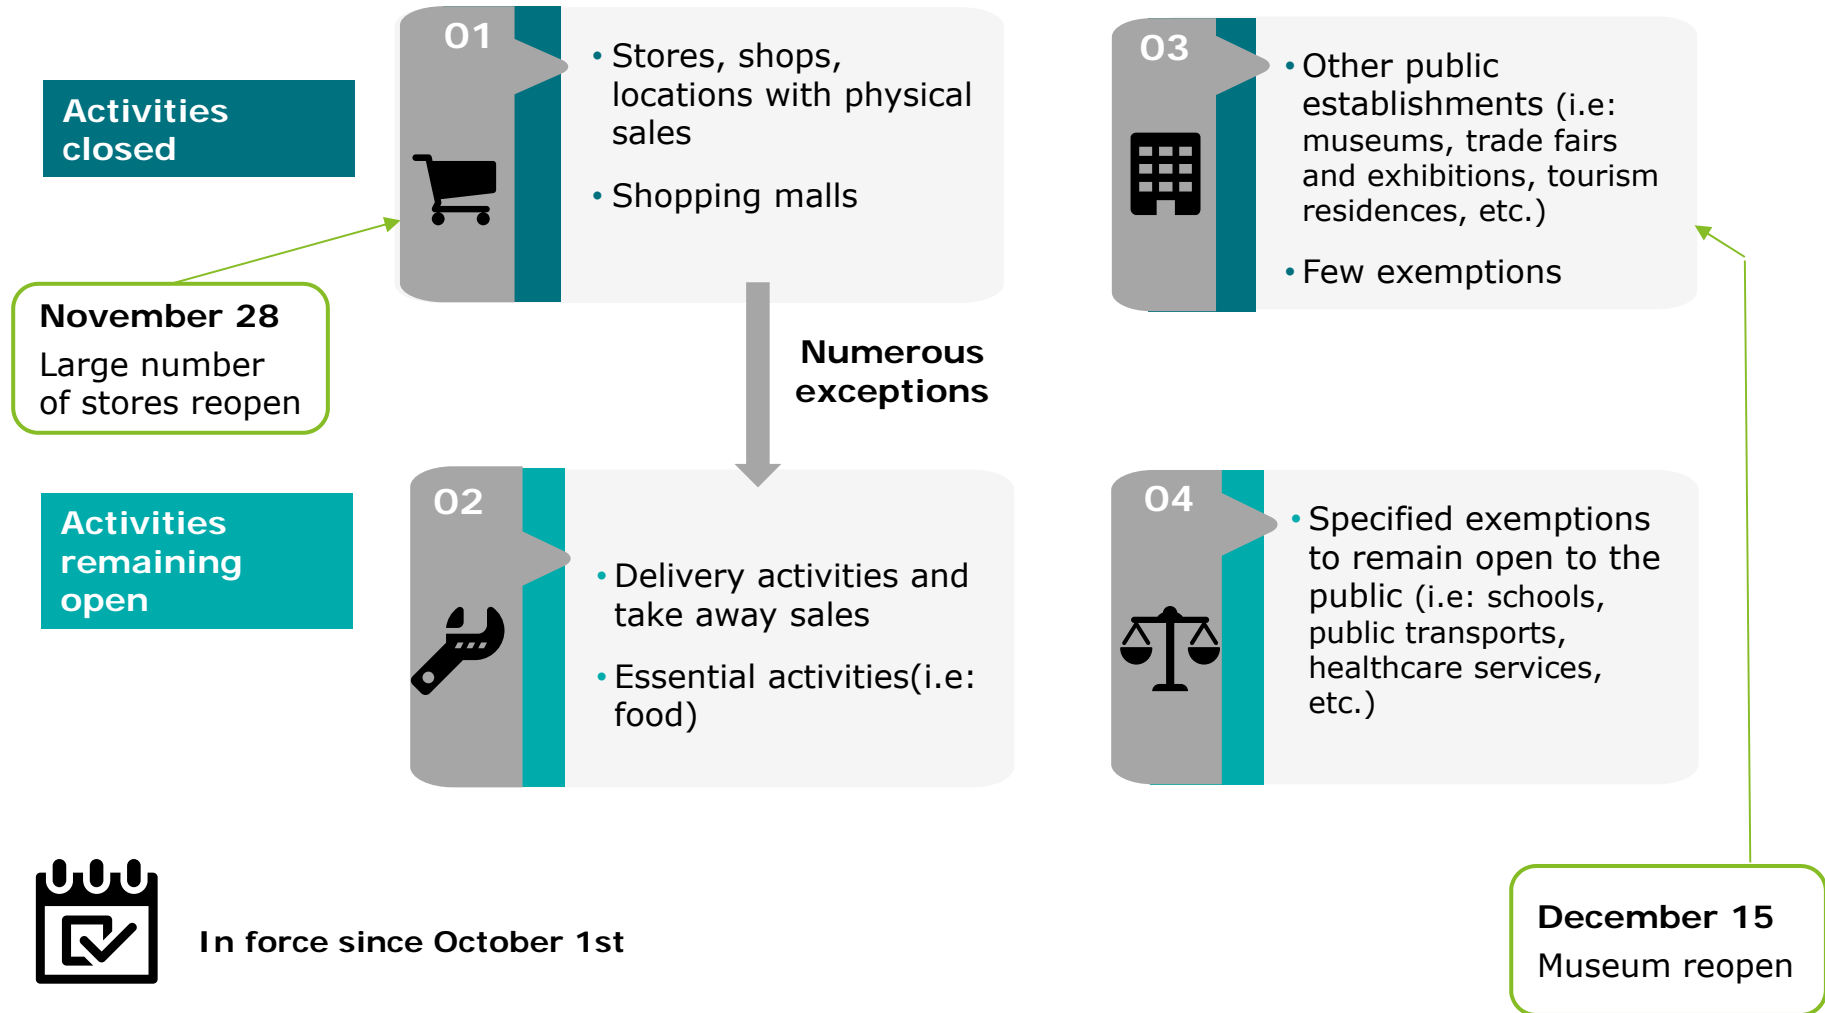 Activities
closed
01
• Stores, shops,
locations with physical
sales
• Shopping malls
03
• Other public
establishments (i.e:
museums, trade fairs
and exhibitions, tourism
residences, etc.)
• Few exemptions
November 28
Large number
of stores reopen
Numerous
exceptions
Activities
remaining
open
02
• Delivery activities and
take away sales
• Essential activities(i.e:
food)
04
• Specified exemptions
to remain open to the
public (i.e: schools,
public transports,
healthcare services,
etc.)
In force since October 1st
December 15
Museum reopen